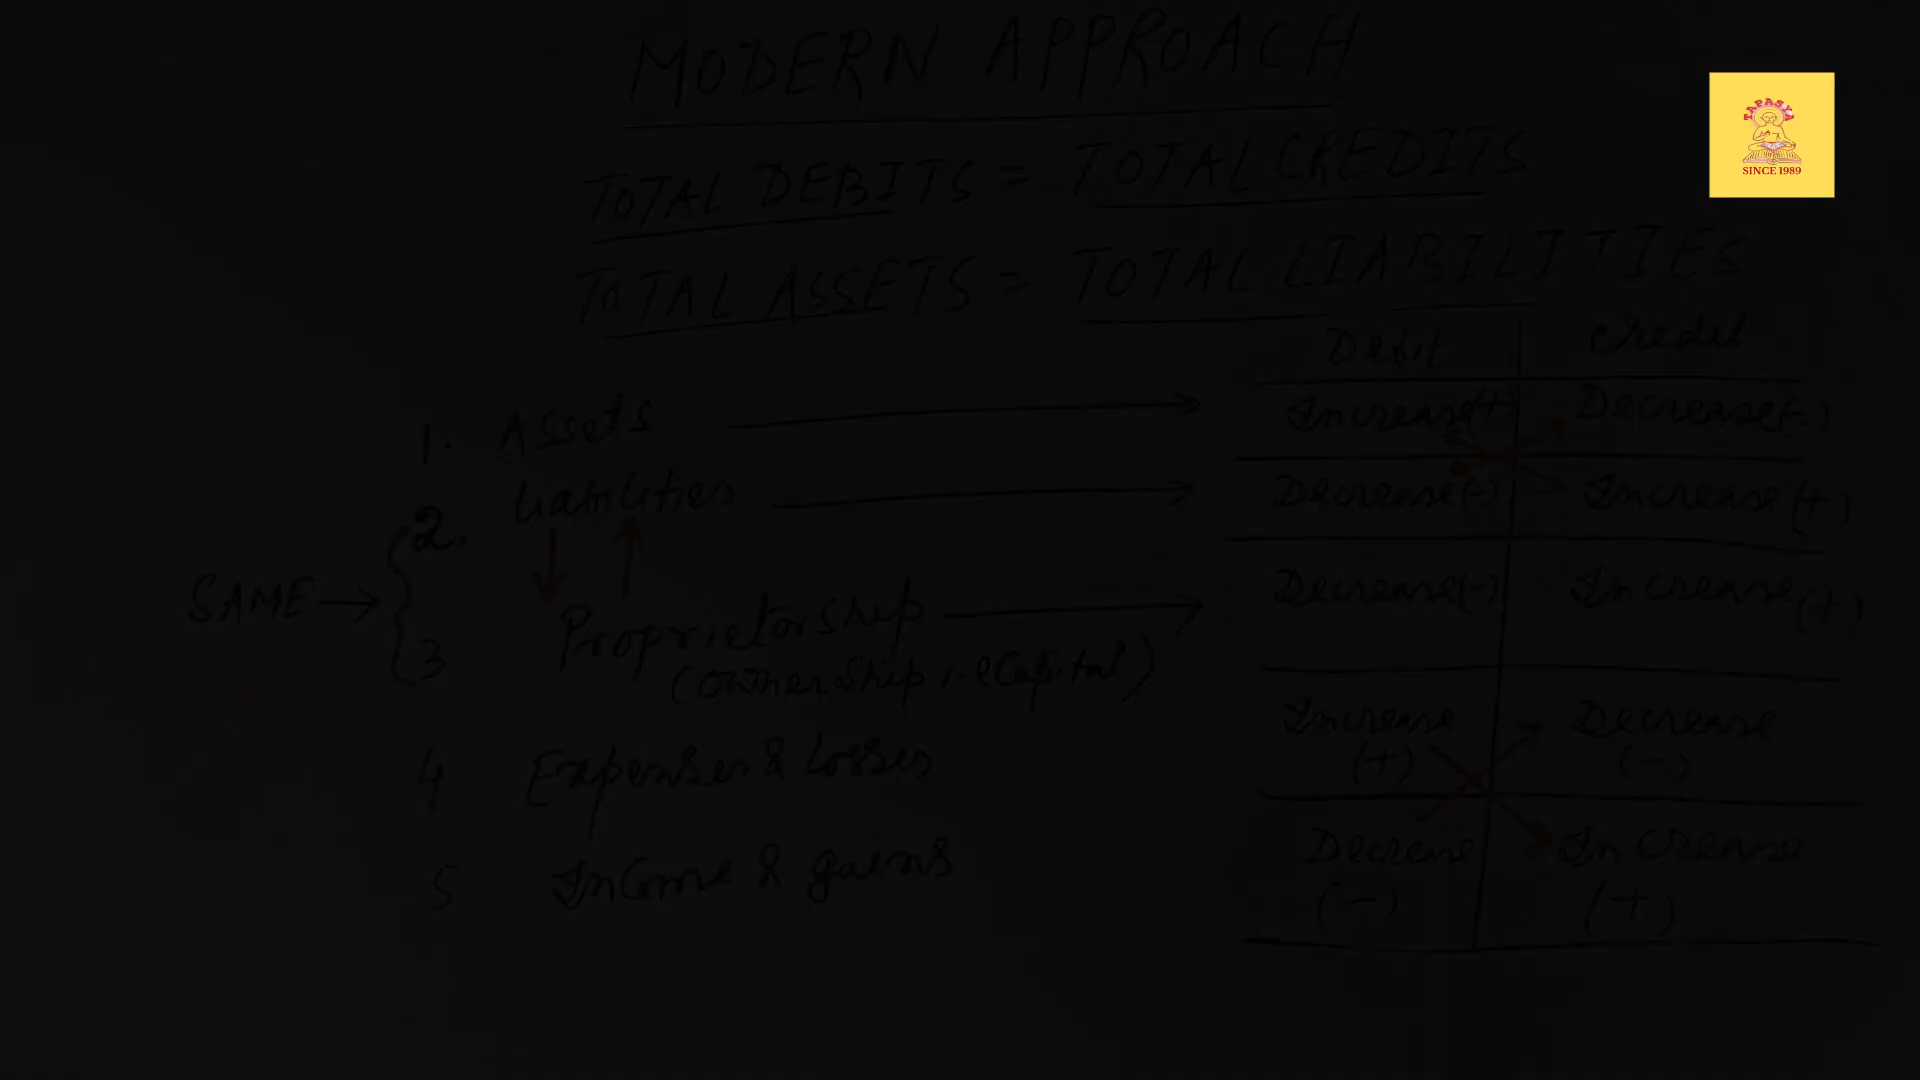 MODERN APPROACH
TAPASYA
SINCE 1989
TOTAL DEBITS = TOTAL CREDITS
TOTAL ASSETS = TOTAL LIABILITIES
Debit Credit
1. Assets → Increase(+) Decrease(-)
2. Liabilities → Decrease(-) Increase(+)
SAME →
3 Proprietorship → Decrease(-) Increase(+)
(Ownership i.e Capital)
4 Expenses & Losses Increase (+) Decrease (-)
5 Income & gains Decrease (-) Increase (+)